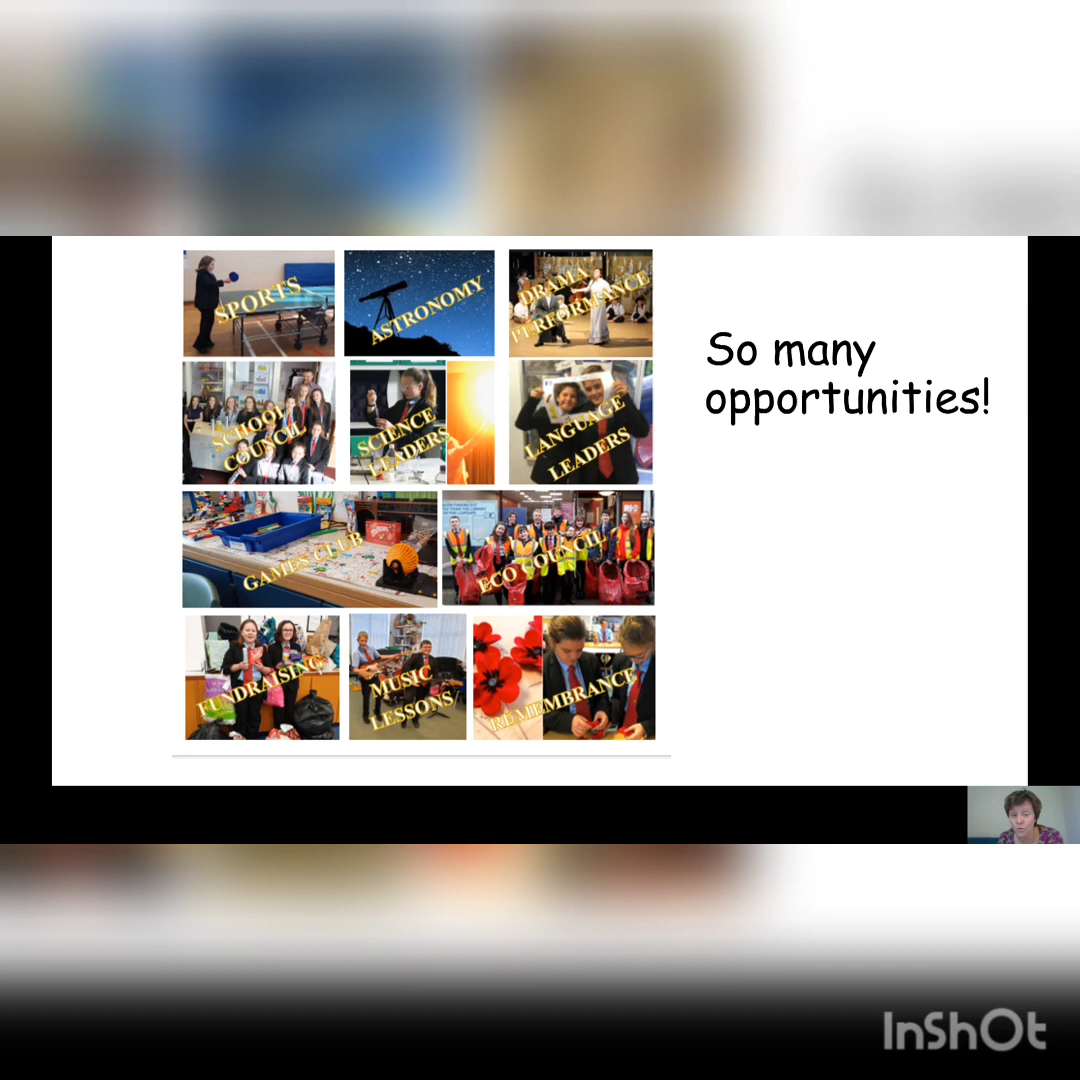 SPORTS
ASTRONOMY
DRAMA
PERFORMANCE
So many
opportunities!
SCHOOL
COUNCIL
SCIENCE
LEADERS
LANGUAGE
LEADERS
GAMES CLUB
ECO COUNCIL
FUNDRAISING
MUSIC
LESSONS/
REMEMBRANCE
InShOt